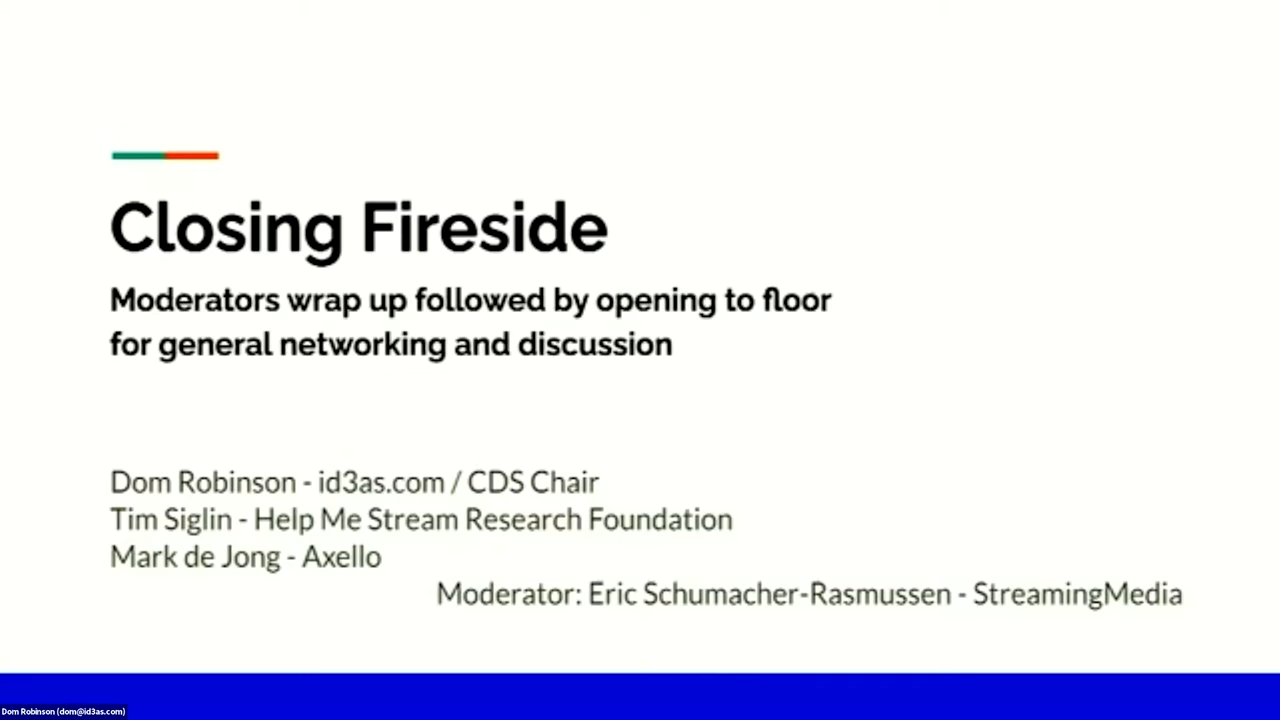 Closing Fireside
Moderators wrap up followed by opening to floor
for general networking and discussion
Dom Robinson - id3as.com / CDS Chair
Tim Siglin - Help Me Stream Research Foundation
Mark de Jong - Axello
Moderator: Eric Schumacher-Rasmussen - StreamingMedia
Dom Robinson (dom@id3as.com)